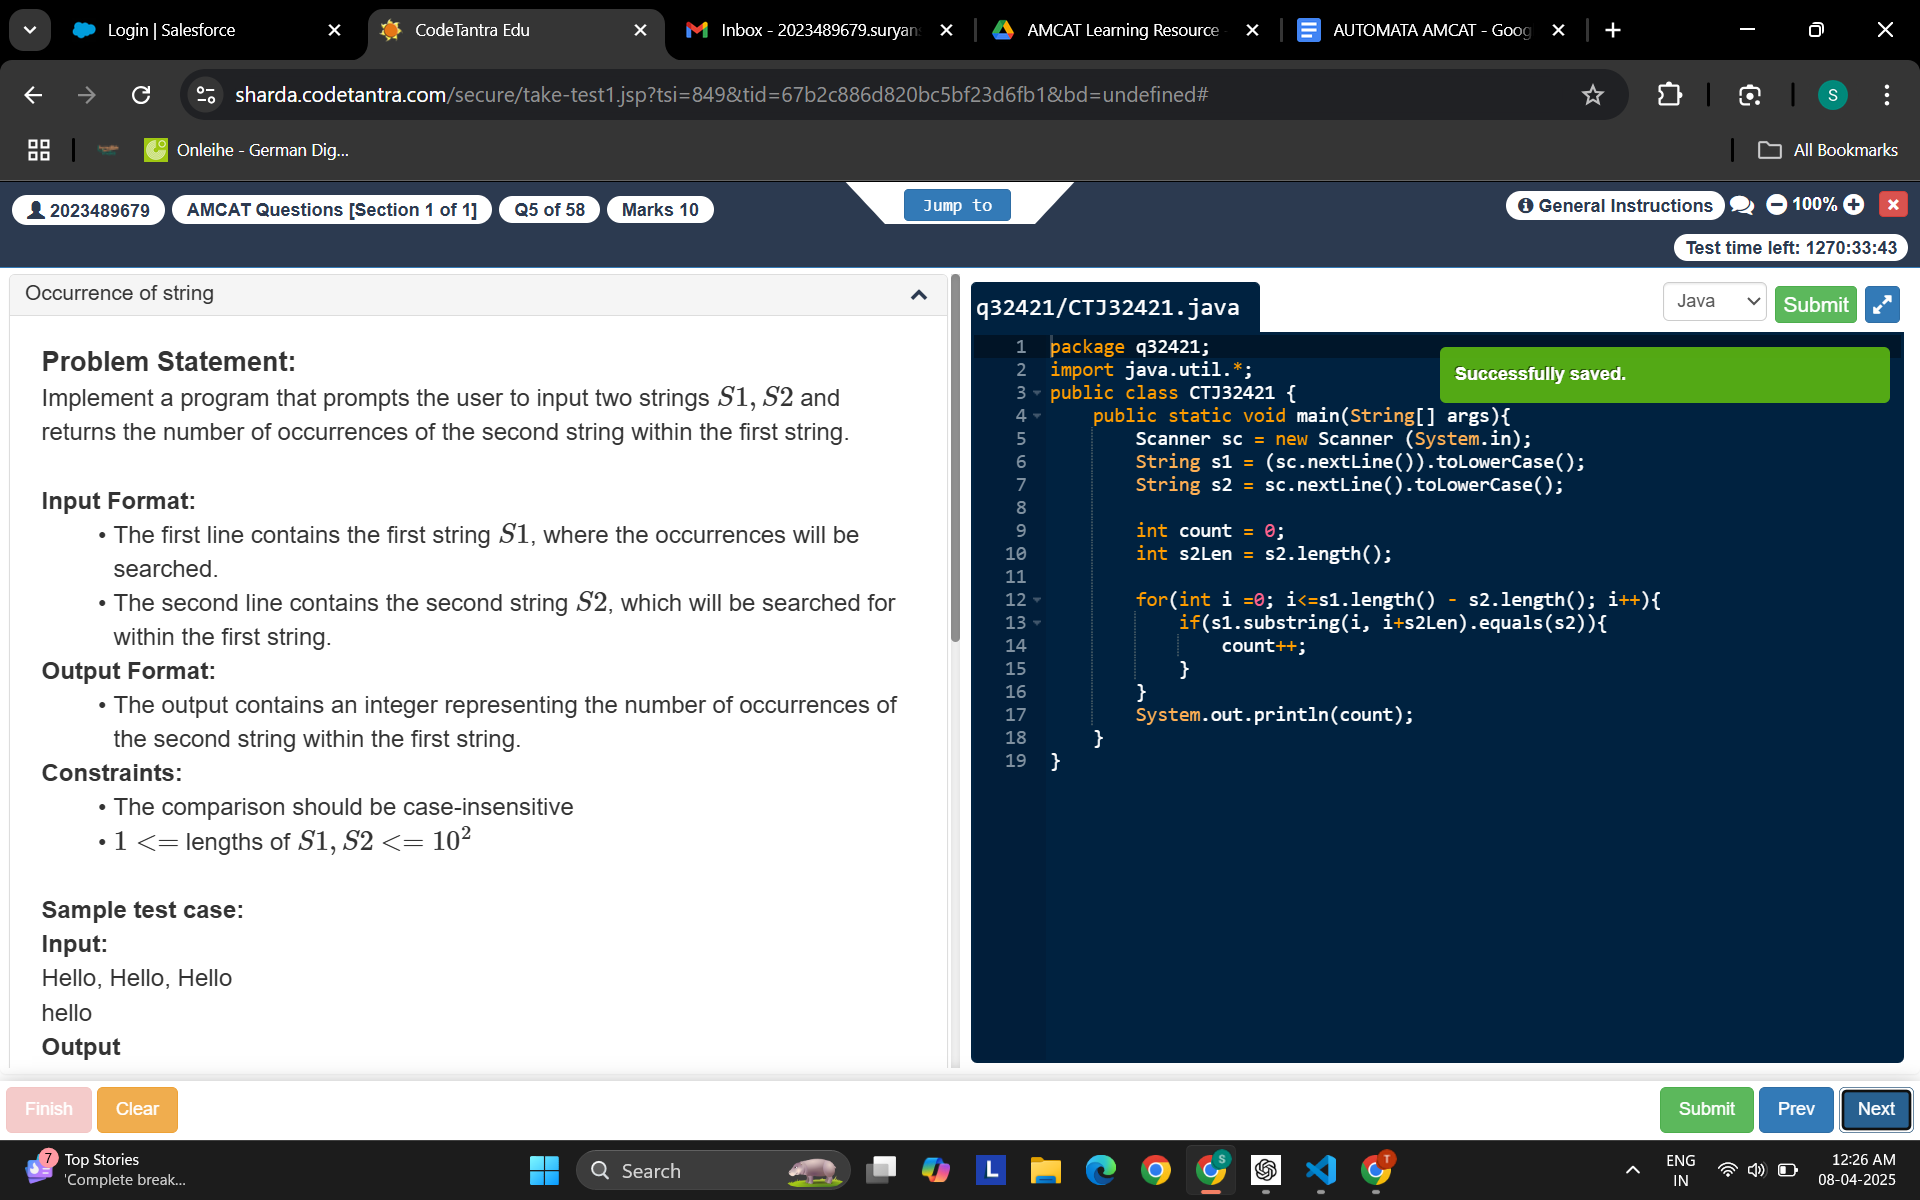 Login | Salesforce
CodeTantra Edu
Inbox - 2023489679.suryan
AMCAT Learning Resource
AUTOMATA AMCAT - Goog
sharda.codetantra.com/secure/take-test1.jsp?tsi=849&tid=67b2c886d820bc5bf23d6fb1&bd=undefined#
S
Onleihe - German Dig...
All Bookmarks
2023489679
AMCAT Questions [Section 1 of 1]
Q5 of 58
Marks 10
Jump to
General Instructions
100%
Test time left: 1270:33:43
Occurrence of string
Problem Statement:
Implement a program that prompts the user to input two strings S1, S2 and
returns the number of occurrences of the second string within the first string.
Input Format:
• The first line contains the first string S1, where the occurrences will be
searched.
• The second line contains the second string S2, which will be searched for
within the first string.
Output Format:
• The output contains an integer representing the number of occurrences of
the second string within the first string.
Constraints:
• The comparison should be case-insensitive
• 1 <= lengths of S1, S2 <= 10²
Sample test case:
Input:
Hello, Hello, Hello
hello
Output
q32421/CTJ32421.java
Java
Submit
Successfully saved.
1 package q32421;
2 import java.util.*;
3 public class CTJ32421 {
4 public static void main(String[] args){
5 Scanner sc = new Scanner (System.in);
6 String s1 = (sc.nextLine()).toLowerCase();
7 String s2 = sc.nextLine().toLowerCase();
8
9 int count = 0;
10 int s2Len = s2.length();
11
12 for(int i =0; i<=s1.length() - s2.length(); i++){
13 if(s1.substring(i, i+s2Len).equals(s2)){
14 count++;
15 }
16 }
17 System.out.println(count);
18 }
19 }
Finish
Clear
Submit
Prev
Next
7
Top Stories
'Complete break...
Search
L
S
T
ENG
IN
12:26 AM
08-04-2025